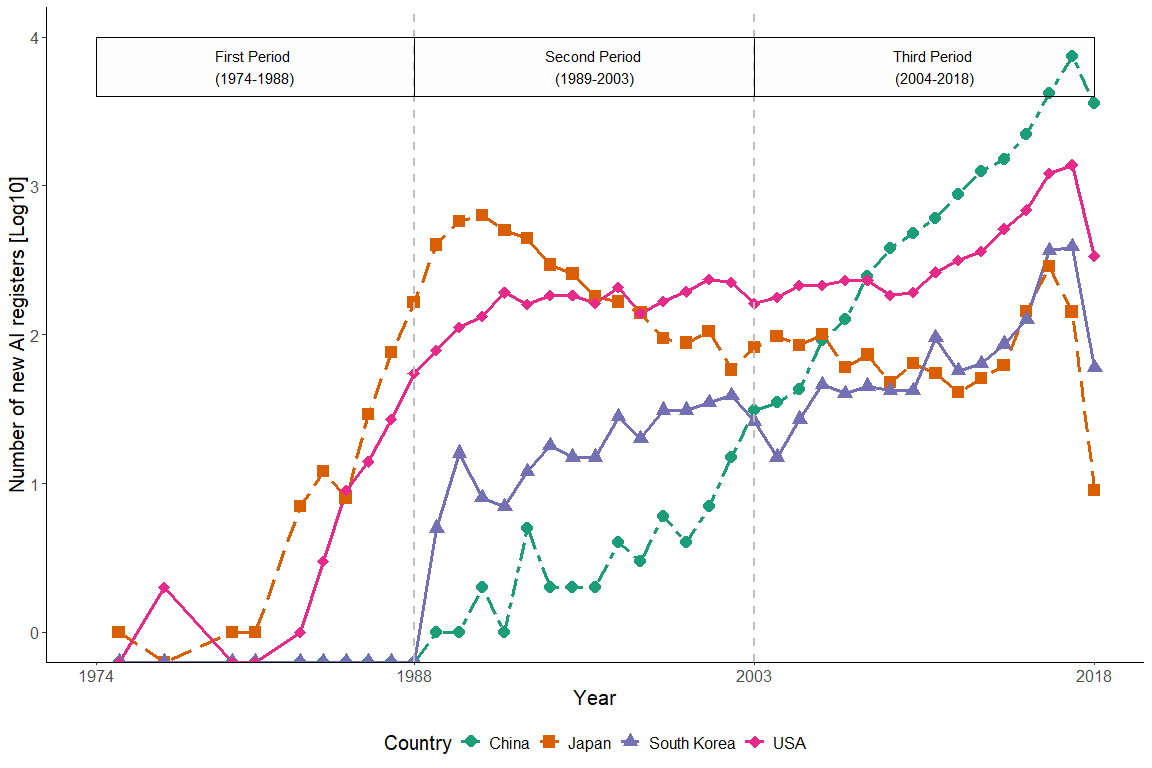 4
First Period
(1974-1988)
Second Period
(1989-2003)
Third Period
(2004-2018)
3
2
1
0
Number of new AI registers [Log10]
1974
1988
2003
2018
Year
Country China Japan South Korea USA